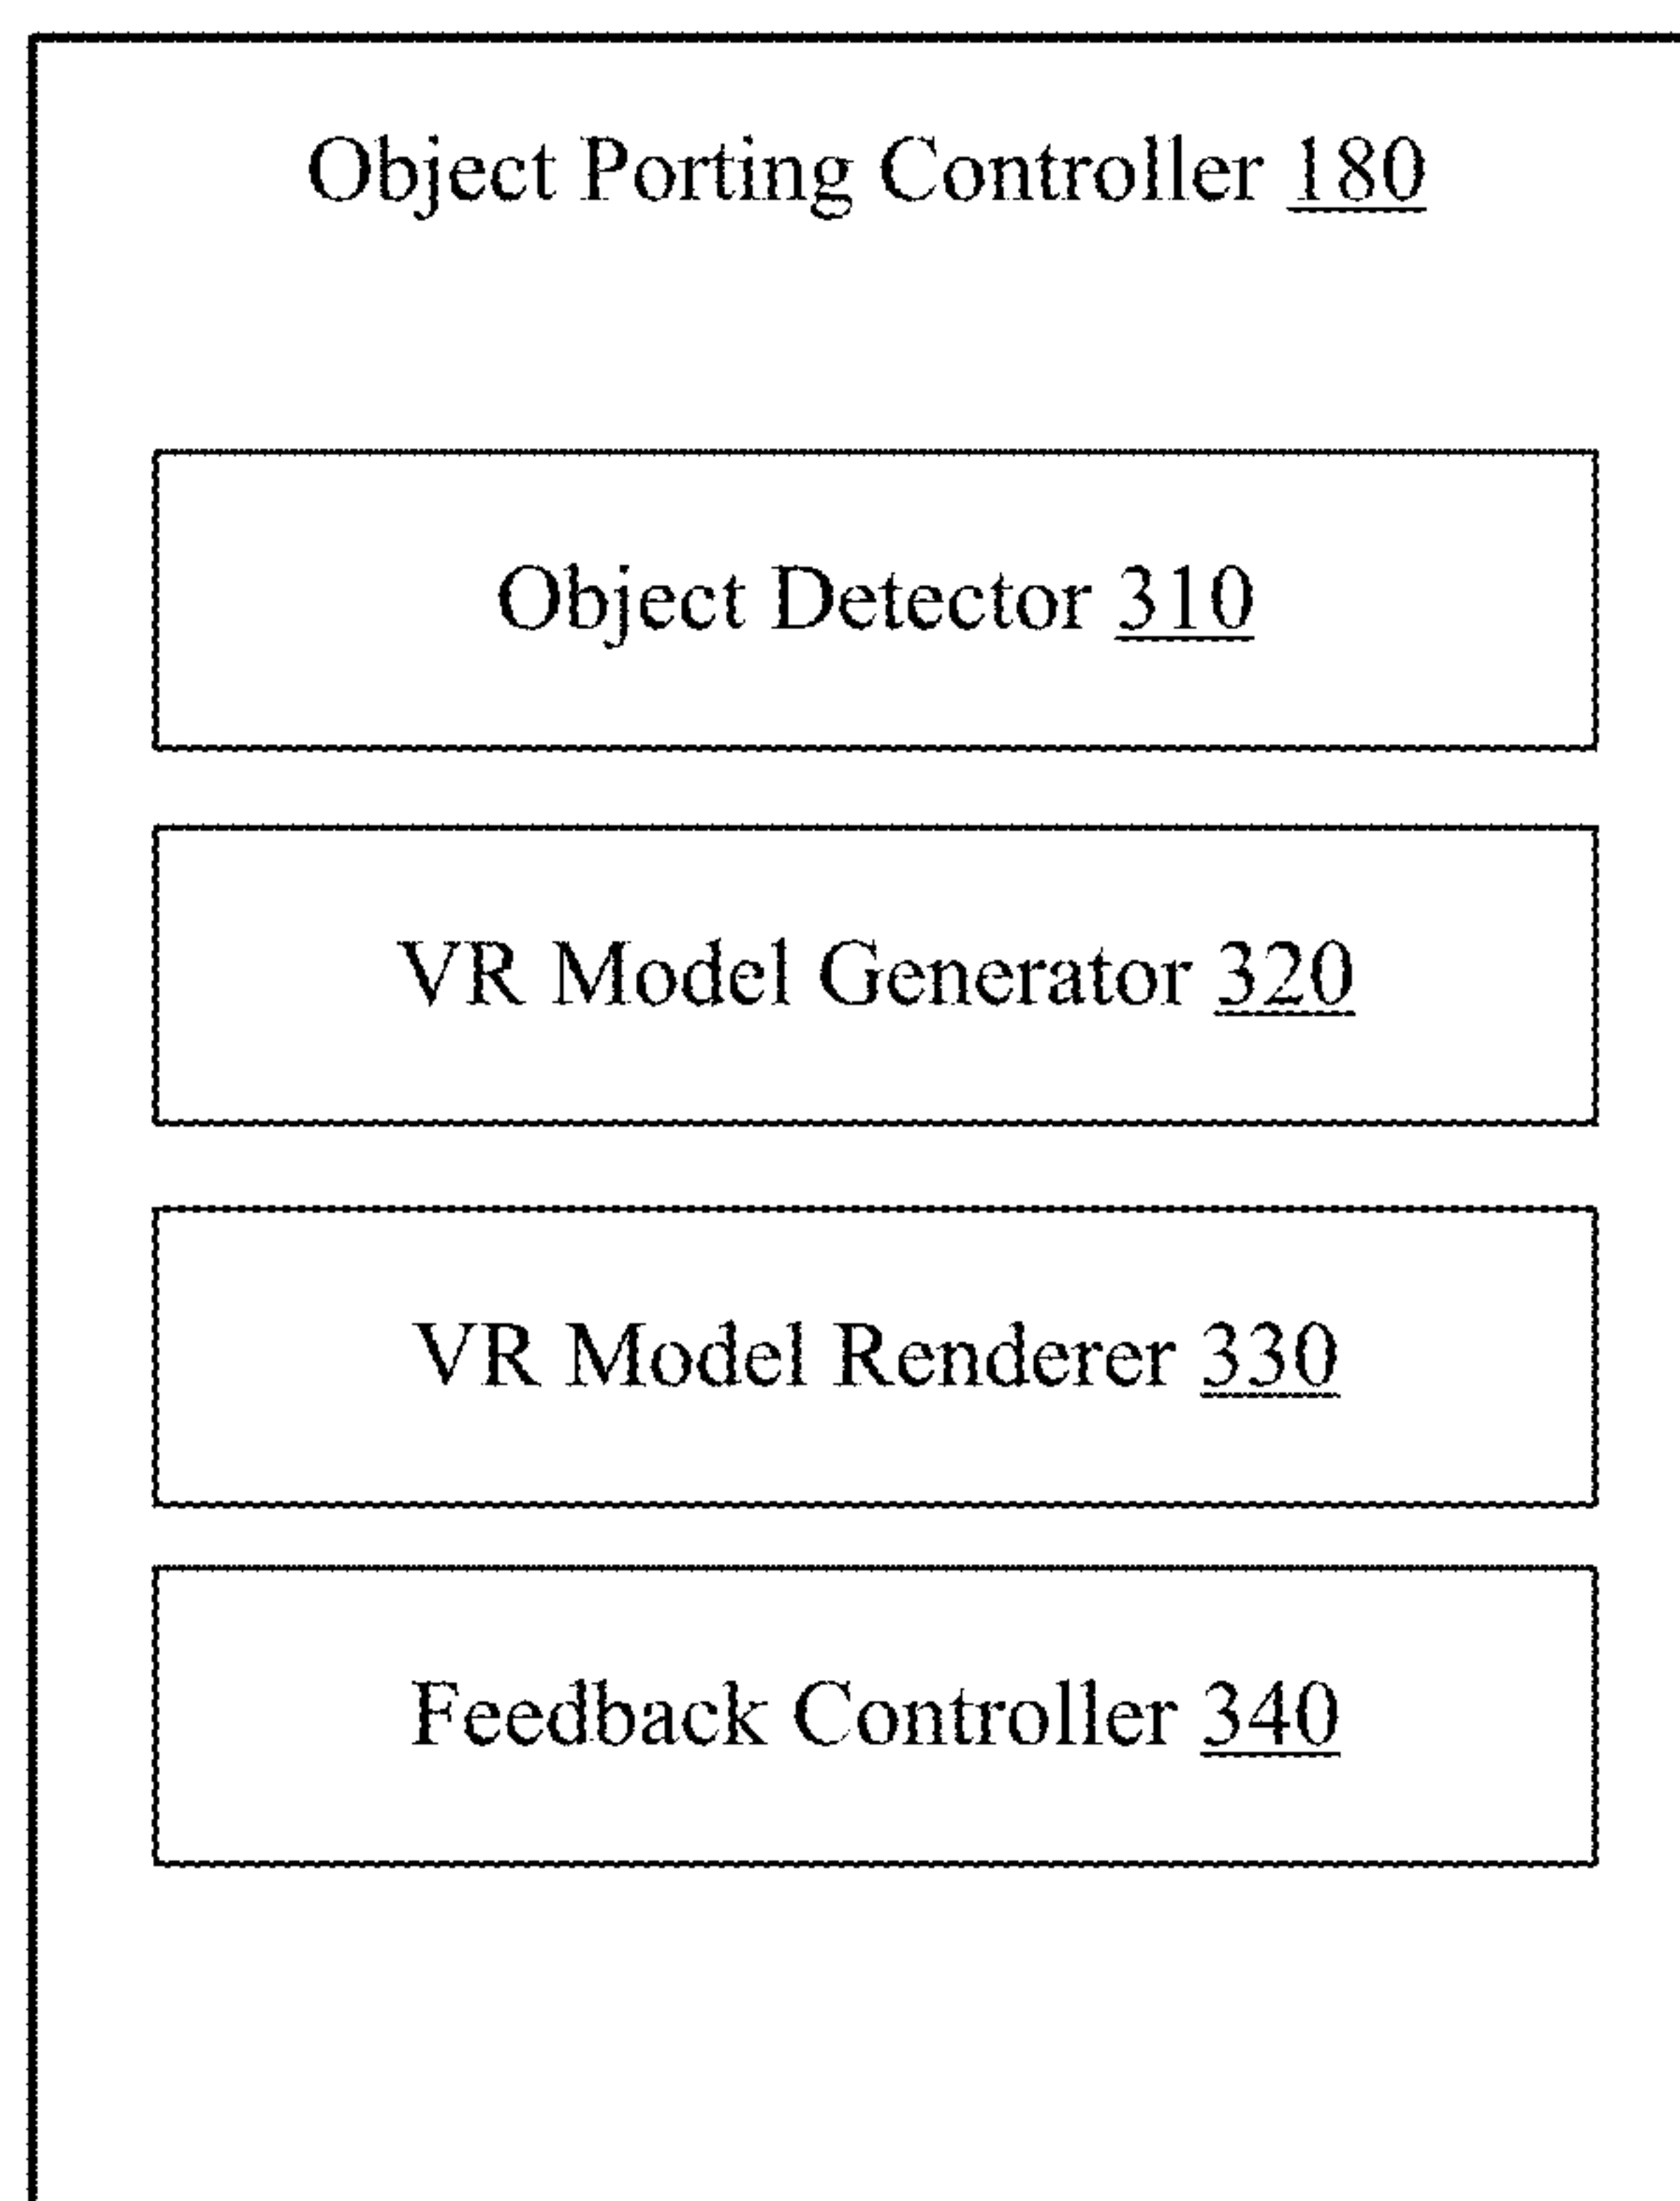 Object Porting Controller 180
Object Detector 310
VR Model Generator 320
VR Model Renderer 330
Feedback Controller 340